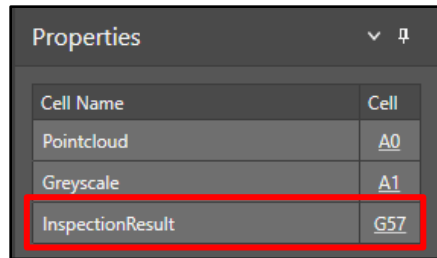 Properties
Cell Name Cell
Pointcloud A0
Greyscale A1
InspectionResult G57